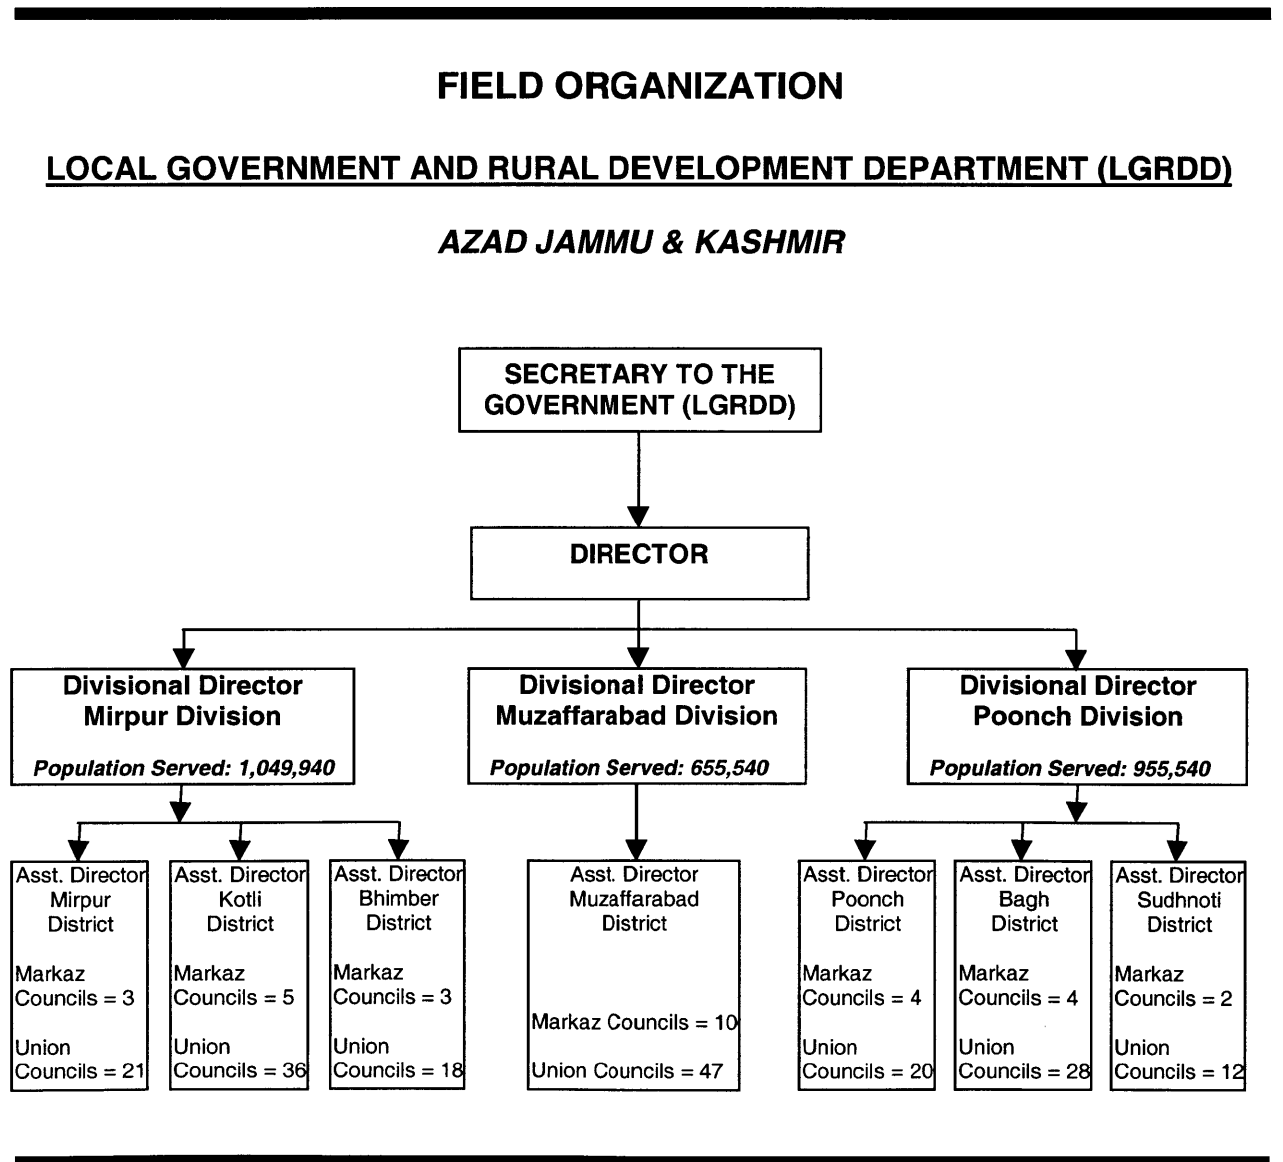 FIELD ORGANIZATION
LOCAL GOVERNMENT AND RURAL DEVELOPMENT DEPARTMENT (LGRDD)
AZAD JAMMU & KASHMIR
SECRETARY TO THE
GOVERNMENT (LGRDD)
DIRECTOR
Divisional Director
Mirpur Division
Population Served: 1,049,940
Divisional Director
Muzaffarabad Division
Population Served: 655,540
Divisional Director
Poonch Division
Population Served: 955,540
Asst. Director
Mirpur
District
Markaz
Councils = 3
Union
Councils = 21
Asst. Director
Kotli
District
Markaz
Councils = 5
Union
Councils = 36
Asst. Director
Bhimber
District
Markaz
Councils = 3
Union
Councils = 18
Asst. Director
Muzaffarabad
District
Markaz Councils = 10
Union Councils = 47
Asst. Director
Poonch
District
Markaz
Councils = 4
Union
Councils = 20
Asst. Director
Bagh
District
Markaz
Councils = 4
Union
Councils = 28
Asst. Director
Sudhnoti
District
Markaz
Councils = 2
Union
Councils = 12